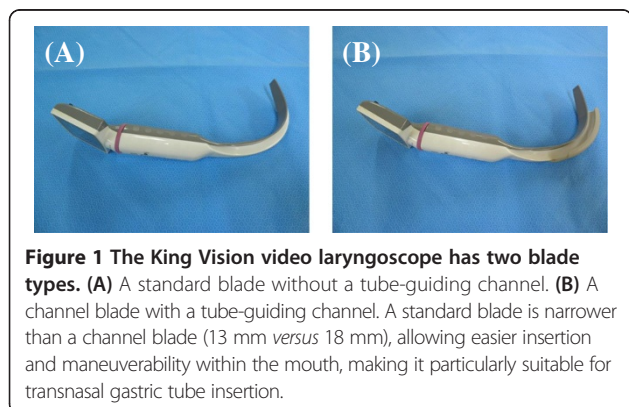 (A)
(B)
Figure 1 The King Vision video laryngoscope has two blade
types. (A) A standard blade without a tube-guiding channel. (B) A
channel blade with a tube-guiding channel. A standard blade is narrower
than a channel blade (13 mm versus 18 mm), allowing easier insertion
and maneuverability within the mouth, making it particularly suitable for
transnasal gastric tube insertion.